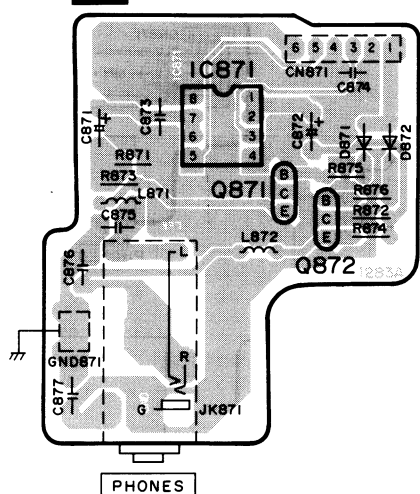 6 5 4 3 2 1
CN871
C874
IC871
IC871
8 1
7 2
6 3
5 4
C871 +
C873
C872 +
D871
D872
R871
R873
R875
L871
Q871
B
C
E
B
C
E
R876
R872
R874
C875
L872
Q872
C876
L
1283A
GND871
R
C877
G
JK871
PHONES